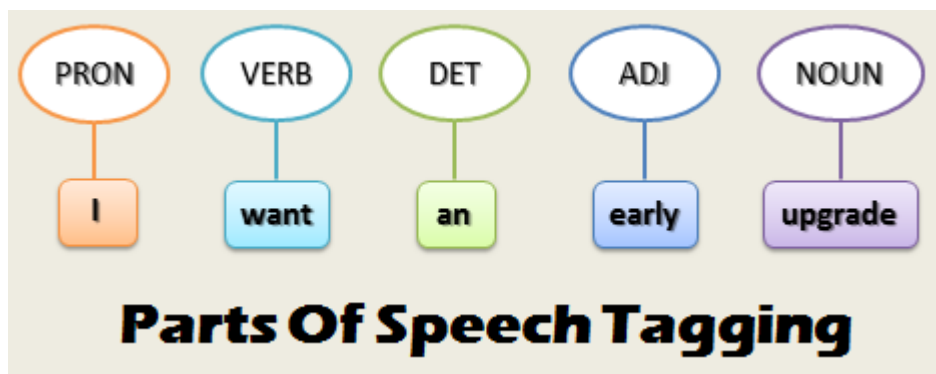 PRON VERB DET ADJ NOUN
I want an early upgrade
Parts Of Speech Tagging